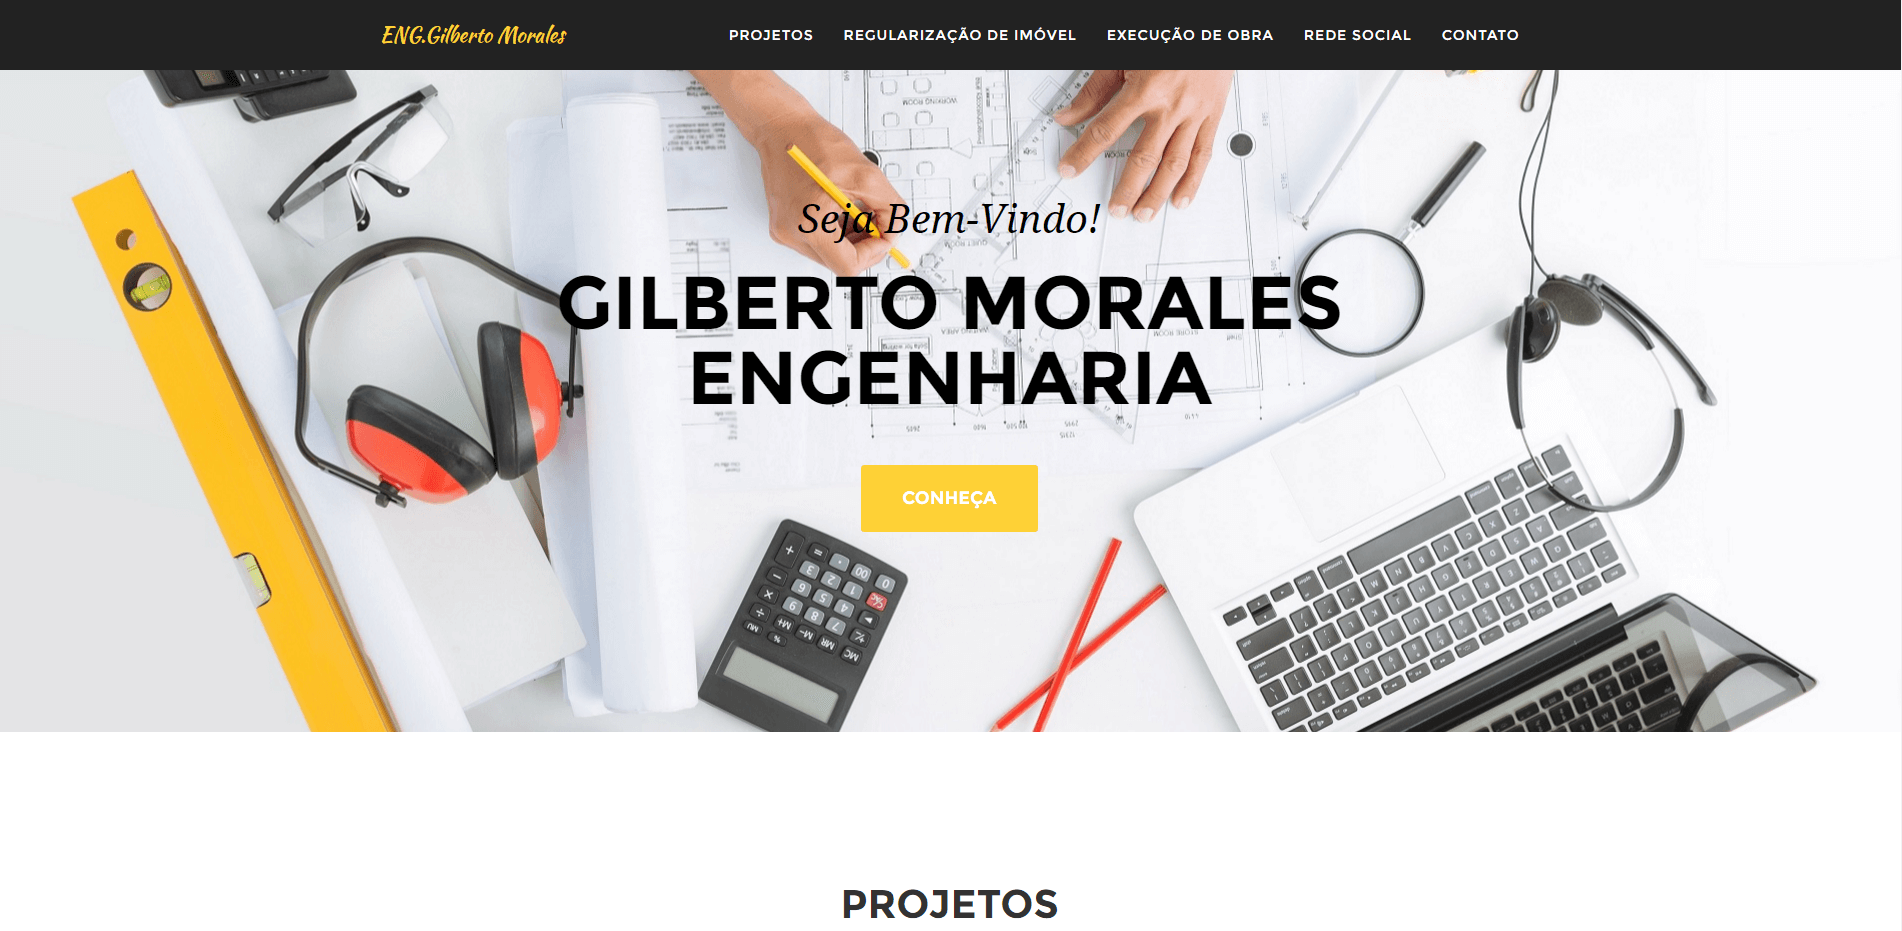 ENG.Gilberto Morales
PROJETOS
REGULARIZAÇÃO DE IMÓVEL
EXECUÇÃO DE OBRA
REDE SOCIAL
CONTATO
Seja Bem-Vindo!
GILBERTO MORALES
ENGENHARIA
CONHEÇA
PROJETOS